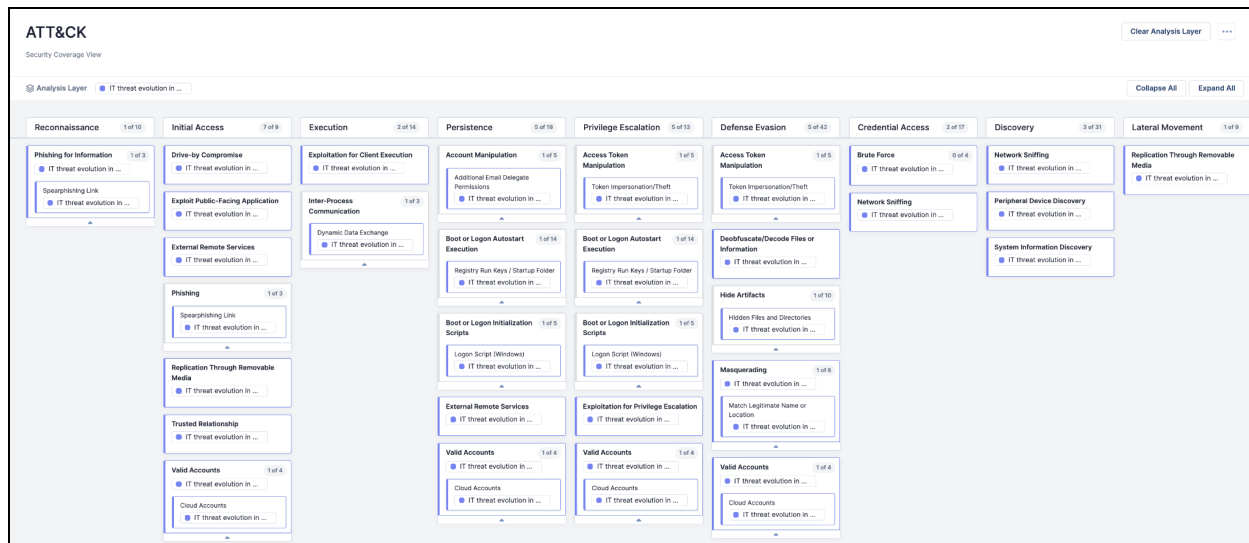 ATT&CK
Clear Analysis Layer
Security Coverage View
Analysis Layer
IT threat evolution in ...
Collapse All
Expand All
Reconnaissance
1 of 10
Phishing for Information
1 of 3
IT threat evolution in ...
Spearphishing Link
IT threat evolution in ...
Initial Access
7 of 9
Drive-by Compromise
IT threat evolution in ...
Exploit Public-Facing Application
IT threat evolution in ...
External Remote Services
IT threat evolution in ...
Phishing
1 of 3
Spearphishing Link
IT threat evolution in ...
Replication Through Removable
Media
IT threat evolution in ...
Trusted Relationship
IT threat evolution in ...
Valid Accounts
1 of 4
IT threat evolution in ...
Cloud Accounts
IT threat evolution in ...
Execution
2 of 14
Exploitation for Client Execution
IT threat evolution in ...
Inter-Process
Communication
1 of 3
Dynamic Data Exchange
IT threat evolution in ...
Persistence
5 of 19
Account Manipulation
1 of 5
Additional Email Delegate
Permissions
IT threat evolution in ...
Boot or Logon Autostart
Execution
1 of 14
Registry Run Keys / Startup Folder
IT threat evolution in ...
Boot or Logon Initialization
Scripts
1 of 5
Logon Script (Windows)
IT threat evolution in ...
External Remote Services
IT threat evolution in ...
Valid Accounts
1 of 4
IT threat evolution in ...
Cloud Accounts
IT threat evolution in ...
Privilege Escalation
5 of 13
Access Token
Manipulation
1 of 5
Token Impersonation/Theft
IT threat evolution in ...
Boot or Logon Autostart
Execution
1 of 14
Registry Run Keys / Startup Folder
IT threat evolution in ...
Boot or Logon Initialization
Scripts
1 of 5
Logon Script (Windows)
IT threat evolution in ...
Exploitation for Privilege Escalation
IT threat evolution in ...
Valid Accounts
1 of 4
IT threat evolution in ...
Cloud Accounts
IT threat evolution in ...
Defense Evasion
5 of 42
Access Token
Manipulation
1 of 5
Token Impersonation/Theft
IT threat evolution in ...
Deobfuscate/Decode Files or
Information
IT threat evolution in ...
Hide Artifacts
1 of 10
Hidden Files and Directories
IT threat evolution in ...
Masquerading
1 of 8
IT threat evolution in ...
Match Legitimate Name or
Location
IT threat evolution in ...
Valid Accounts
1 of 4
IT threat evolution in ...
Cloud Accounts
IT threat evolution in ...
Credential Access
2 of 17
Brute Force
0 of 4
IT threat evolution in ...
Network Sniffing
IT threat evolution in ...
Discovery
3 of 31
Network Sniffing
IT threat evolution in ...
Peripheral Device Discovery
IT threat evolution in ...
System Information Discovery
IT threat evolution in ...
Lateral Movement
1 of 9
Replication Through Removable
Media
IT threat evolution in ...